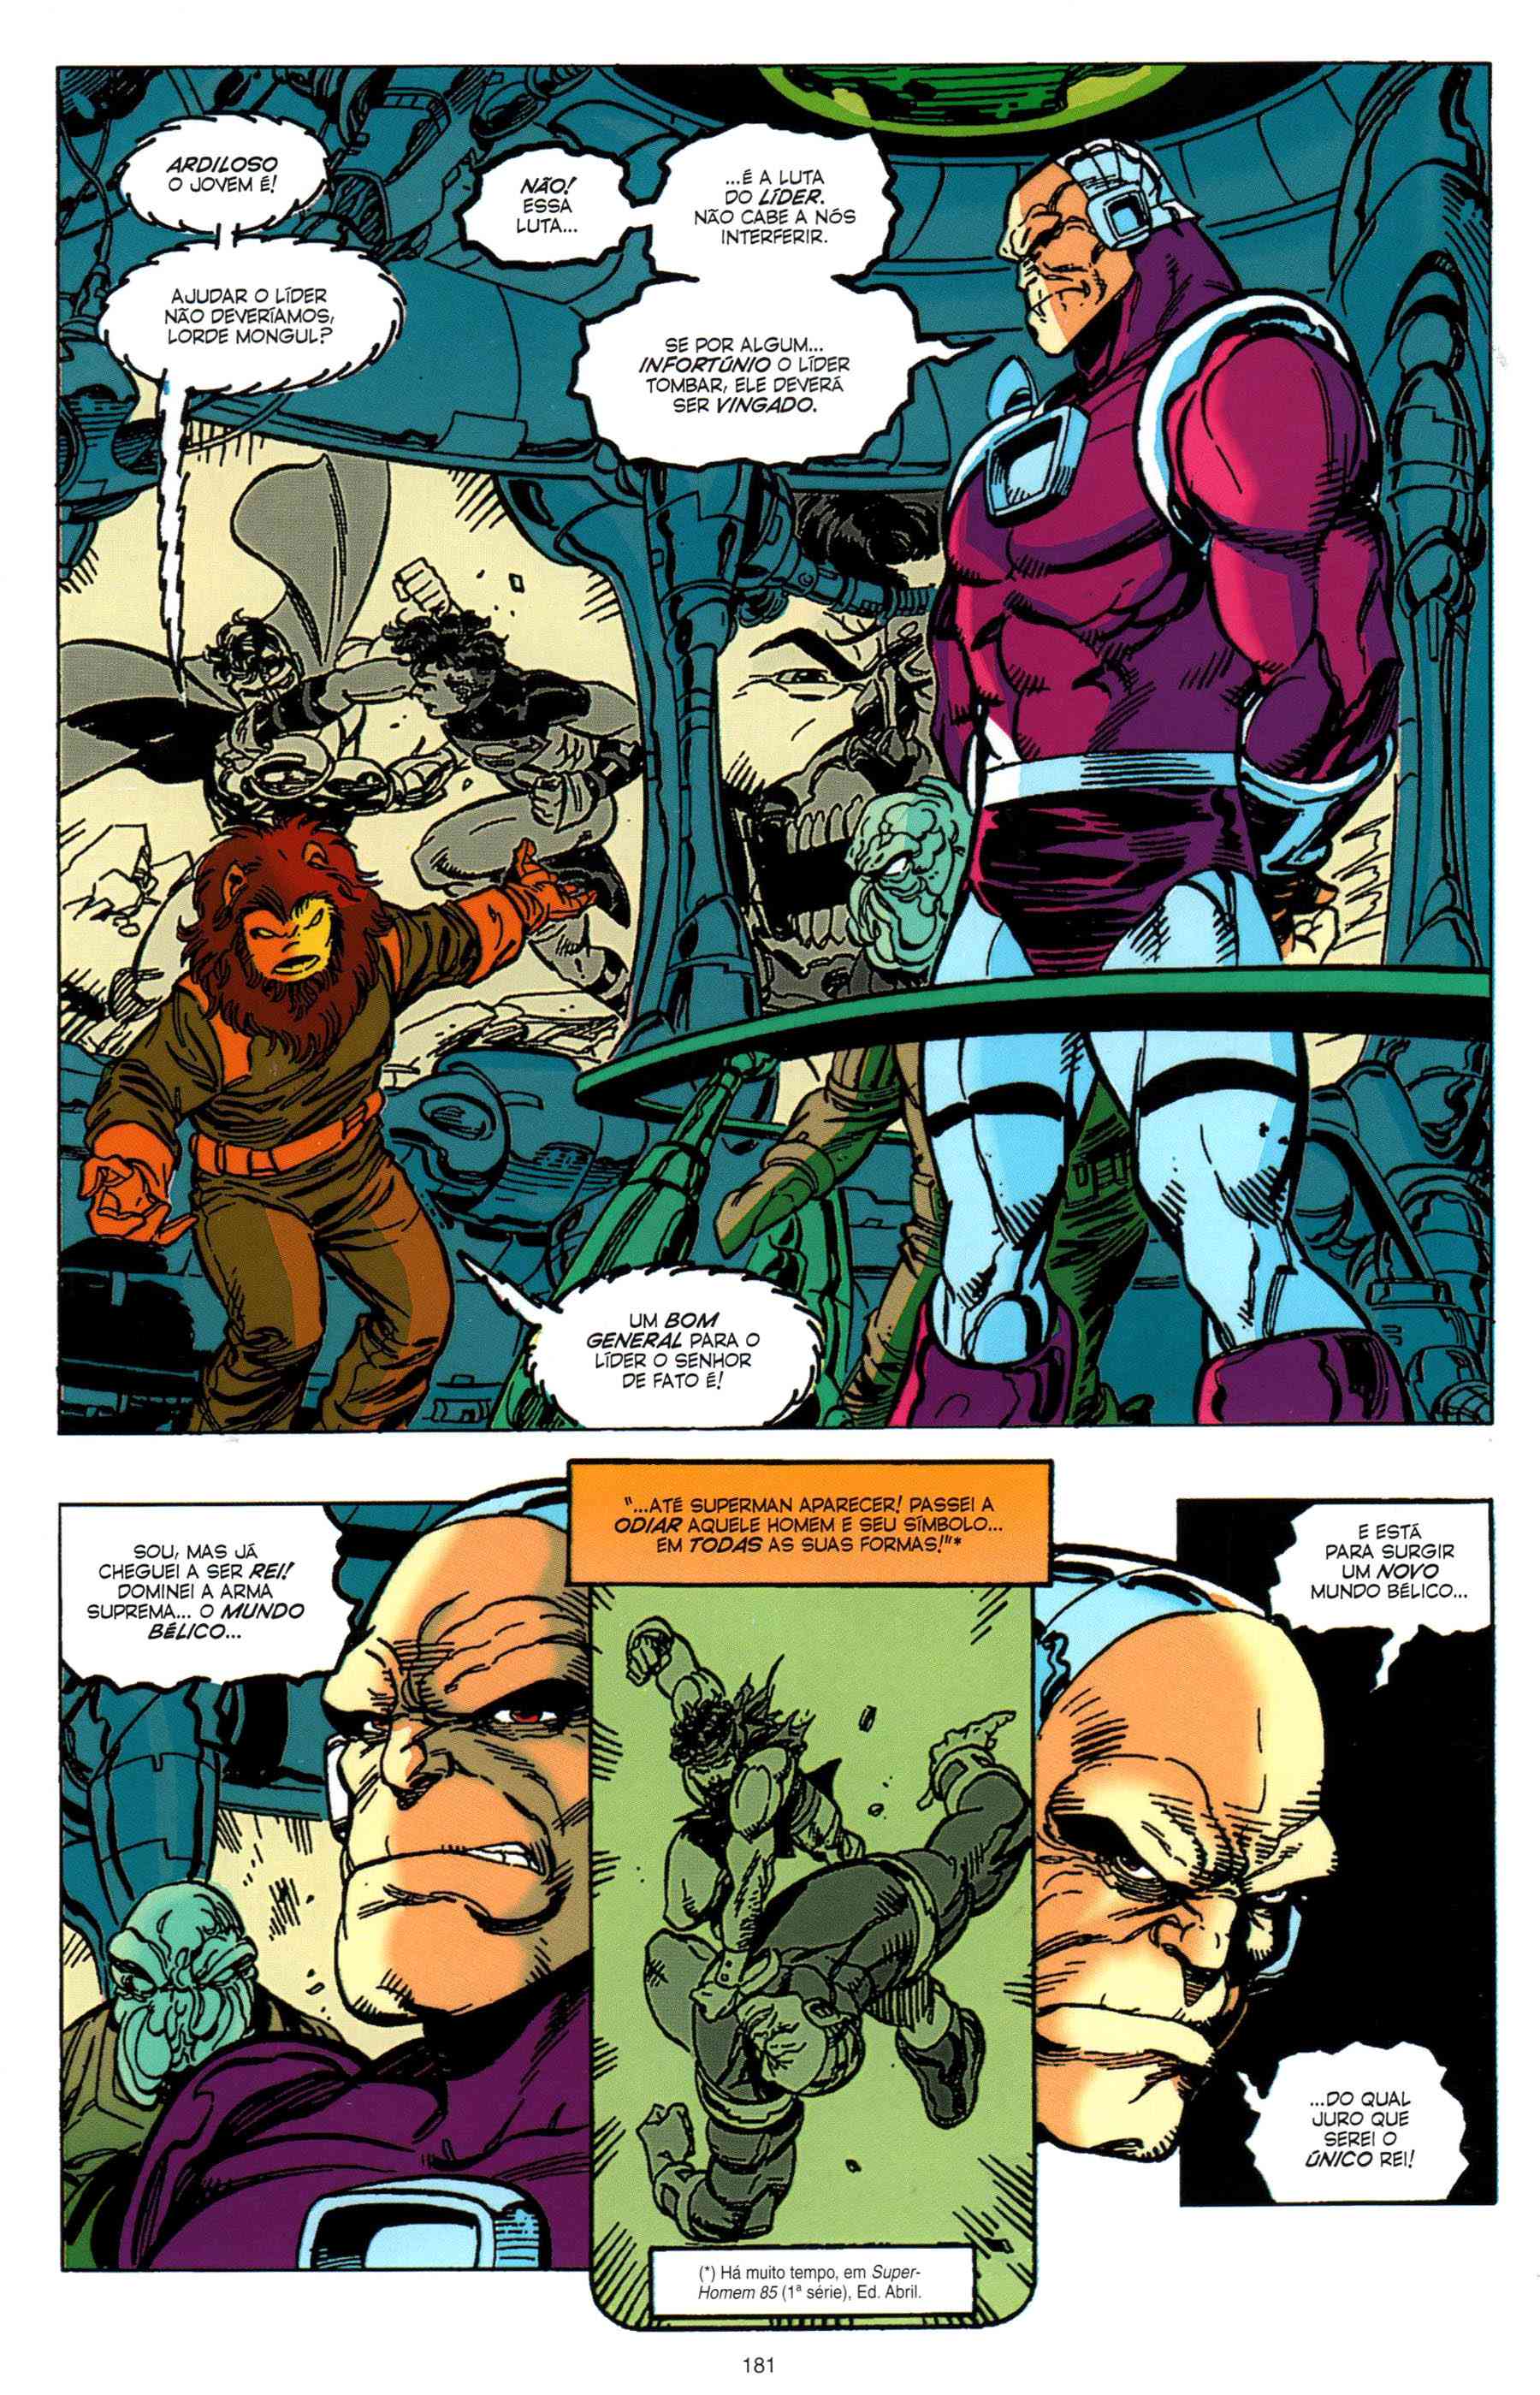 ARDILOSO
O JOVEM É!
AJUDAR O LÍDER
NÃO DEVERÍAMOS,
LORDE MONGUL?
NÃO!
ESSA
LUTA...
...É A LUTA
DO LÍDER.
NÃO CABE A NÓS
INTERFERIR.
SE POR ALGUM...
INFORTÚNIO O LÍDER
TOMBAR, ELE DEVERÁ
SER VINGADO.
UM BOM
GENERAL PARA O
LÍDER O SENHOR
DE FATO É!
SOU, MAS JÁ
CHEGUEI A SER REI!
DOMINEI A ARMA
SUPREMA... O MUNDO
BÉLICO...
"...ATÉ SUPERMAN APARECER! PASSEI A
ODIAR AQUELE HOMEM E SEU SÍMBOLO...
EM TODAS AS SUAS FORMAS!"*
(*) Há muito tempo, em Super-
Homem 85 (1ª série), Ed. Abril.
E ESTÁ
PARA SURGIR
UM NOVO
MUNDO BÉLICO...
...DO QUAL
JURO QUE
SEREI O
ÚNICO REI!
181